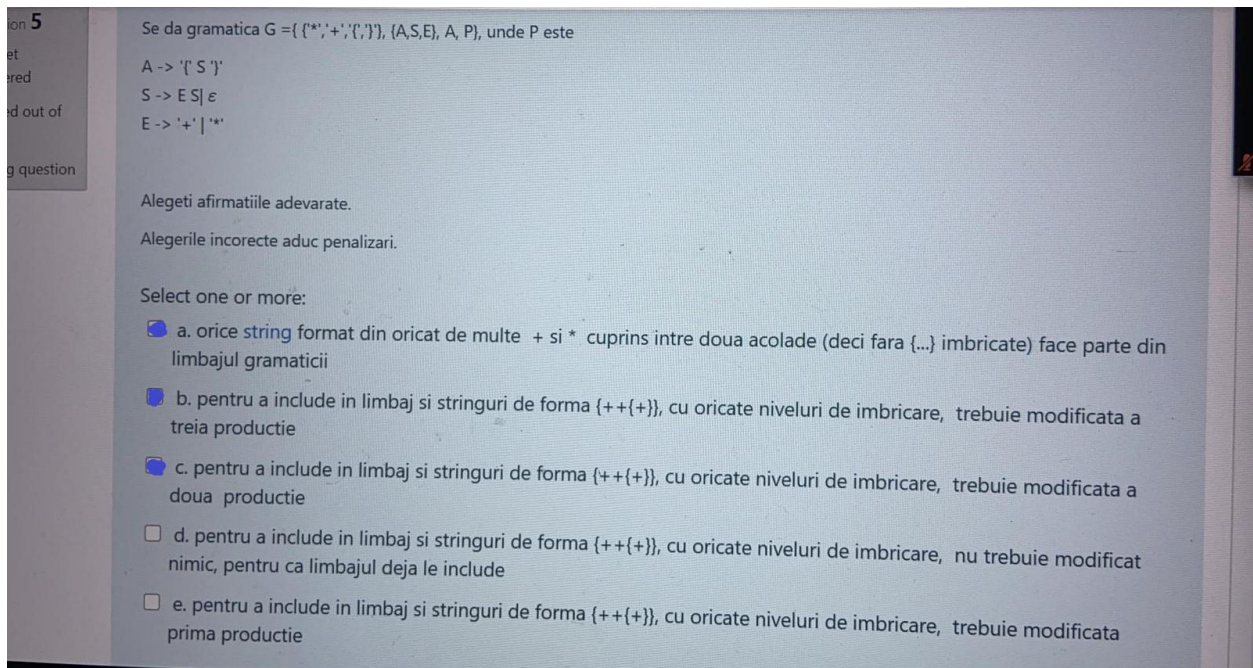 ion 5
et
ered
ed out of
g question
Se da gramatica G ={ {'*','+','{','}'}, {A,S,E}, A, P}, unde P este
A -> '{' S '}'
S -> E S| ε
E -> '+' | '*'
Alegeti afirmatiile adevarate.
Alegerile incorecte aduc penalizari.
Select one or more:
a. orice string format din oricat de multe + si * cuprins intre doua acolade (deci fara {...} imbricate) face parte din
limbajul gramaticii
b. pentru a include in limbaj si stringuri de forma {++{+}}, cu oricate niveluri de imbricare, trebuie modificata a
treia productie
c. pentru a include in limbaj si stringuri de forma {++{+}}, cu oricate niveluri de imbricare, trebuie modificata a
doua productie
d. pentru a include in limbaj si stringuri de forma {++{+}}, cu oricate niveluri de imbricare, nu trebuie modificat
nimic, pentru ca limbajul deja le include
e. pentru a include in limbaj si stringuri de forma {++{+}}, cu oricate niveluri de imbricare, trebuie modificata
prima productie